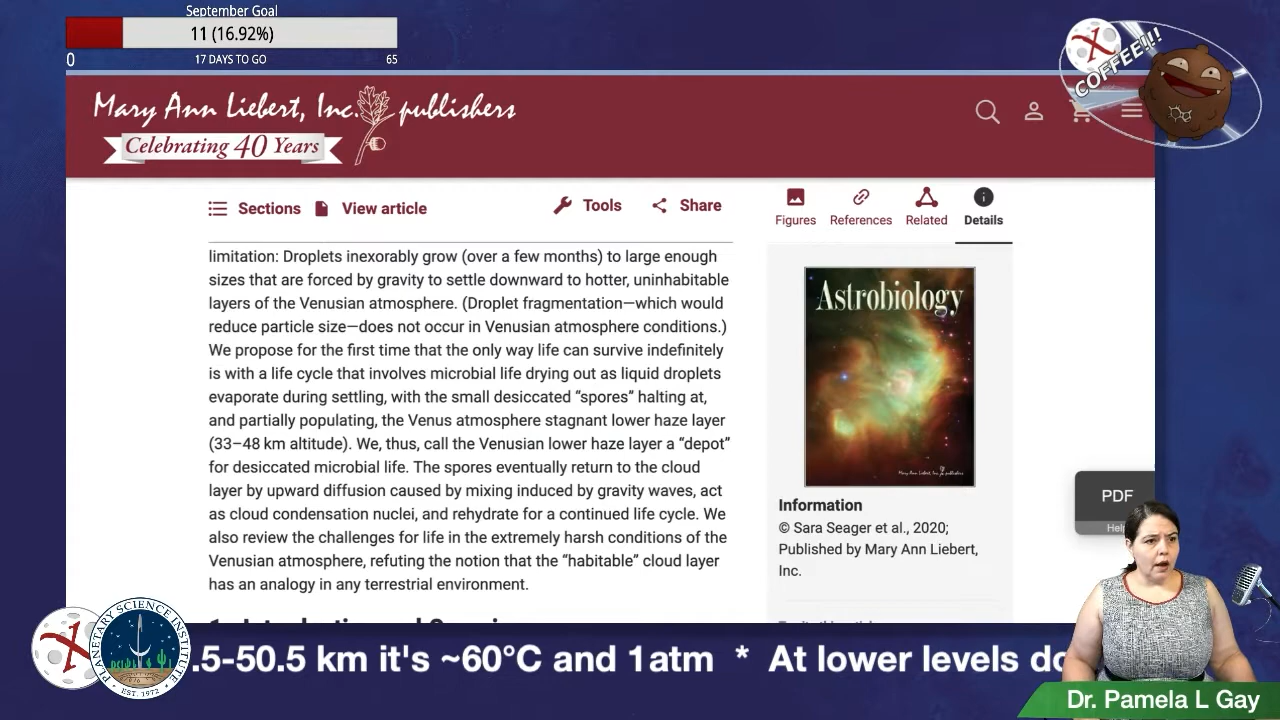 September Goal
11 (16.92%)
0 17 DAYS TO GO 65
COFFEE!!!
Mary Ann Liebert, Inc. publishers
Celebrating 40 Years
Sections View article Tools Share
Figures References Related Details
limitation: Droplets inexorably grow (over a few months) to large enough
sizes that are forced by gravity to settle downward to hotter, uninhabitable
layers of the Venusian atmosphere. (Droplet fragmentation—which would
reduce particle size—does not occur in Venusian atmosphere conditions.)
We propose for the first time that the only way life can survive indefinitely
is with a life cycle that involves microbial life drying out as liquid droplets
evaporate during settling, with the small desiccated “spores” halting at,
and partially populating, the Venus atmosphere stagnant lower haze layer
(33–48 km altitude). We, thus, call the Venusian lower haze layer a “depot”
for desiccated microbial life. The spores eventually return to the cloud
layer by upward diffusion caused by mixing induced by gravity waves, act
as cloud condensation nuclei, and rehydrate for a continued life cycle. We
also review the challenges for life in the extremely harsh conditions of the
Venusian atmosphere, refuting the notion that the “habitable” cloud layer
has an analogy in any terrestrial environment.
Astrobiology
Mary Ann Liebert, Inc. publishers
Information
© Sara Seager et al., 2020;
Published by Mary Ann Liebert,
Inc.
PDF
Help
PLANETARY SCIENCE INSTITUTE
EST. 1972
.5-50.5 km it's ~60°C and 1atm * At lower levels do
Dr. Pamela L Gay